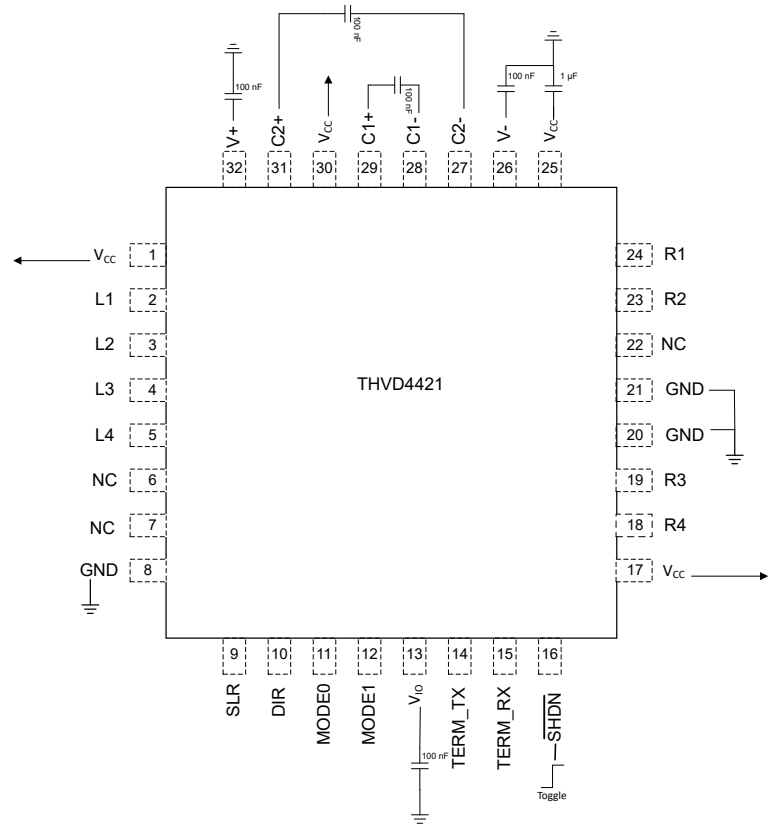 100 nF
100 nF
100 nF
100 nF
1 µF
V+
C2+
VCC
C1+
C1-
C2-
V-
VCC
32
31
30
29
28
27
26
25
VCC 1
L1 2
L2 3
L3 4
L4 5
NC 6
NC 7
GND 8
THVD4421
24 R1
23 R2
22 NC
21 GND
20 GND
19 R3
18 R4
17 VCC
9
10
11
12
13
14
15
16
SLR
DIR
MODE0
MODE1
VIO
TERM_TX
TERM_RX
SHDN
100 nF
Toggle